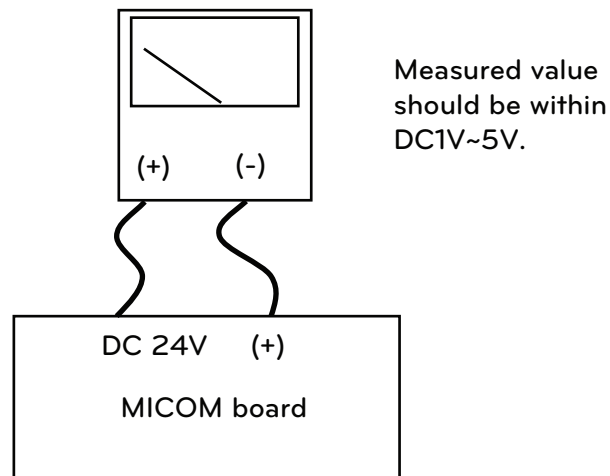 Measured value
should be within
DC1V~5V.
(+) (-)
DC 24V (+)
MICOM board